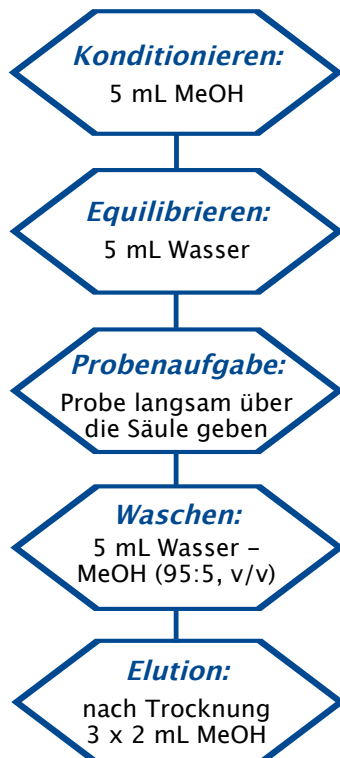 Konditionieren:
5 mL MeOH
Equilibrieren:
5 mL Wasser
Probenaufgabe:
Probe langsam über
die Säule geben
Waschen:
5 mL Wasser –
MeOH (95:5, v/v)
Elution:
nach Trocknung
3 x 2 mL MeOH